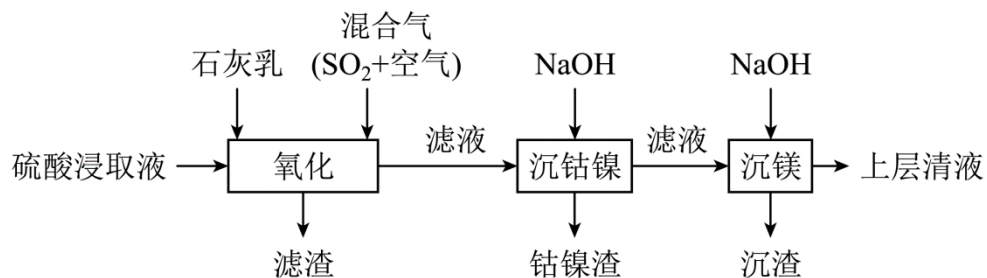 混合气
石灰乳
(SO₂+空气)
NaOH
NaOH
硫酸浸取液
氧化
滤液
沉钴镍
滤液
沉镁
上层清液
滤渣
钴镍渣
沉渣